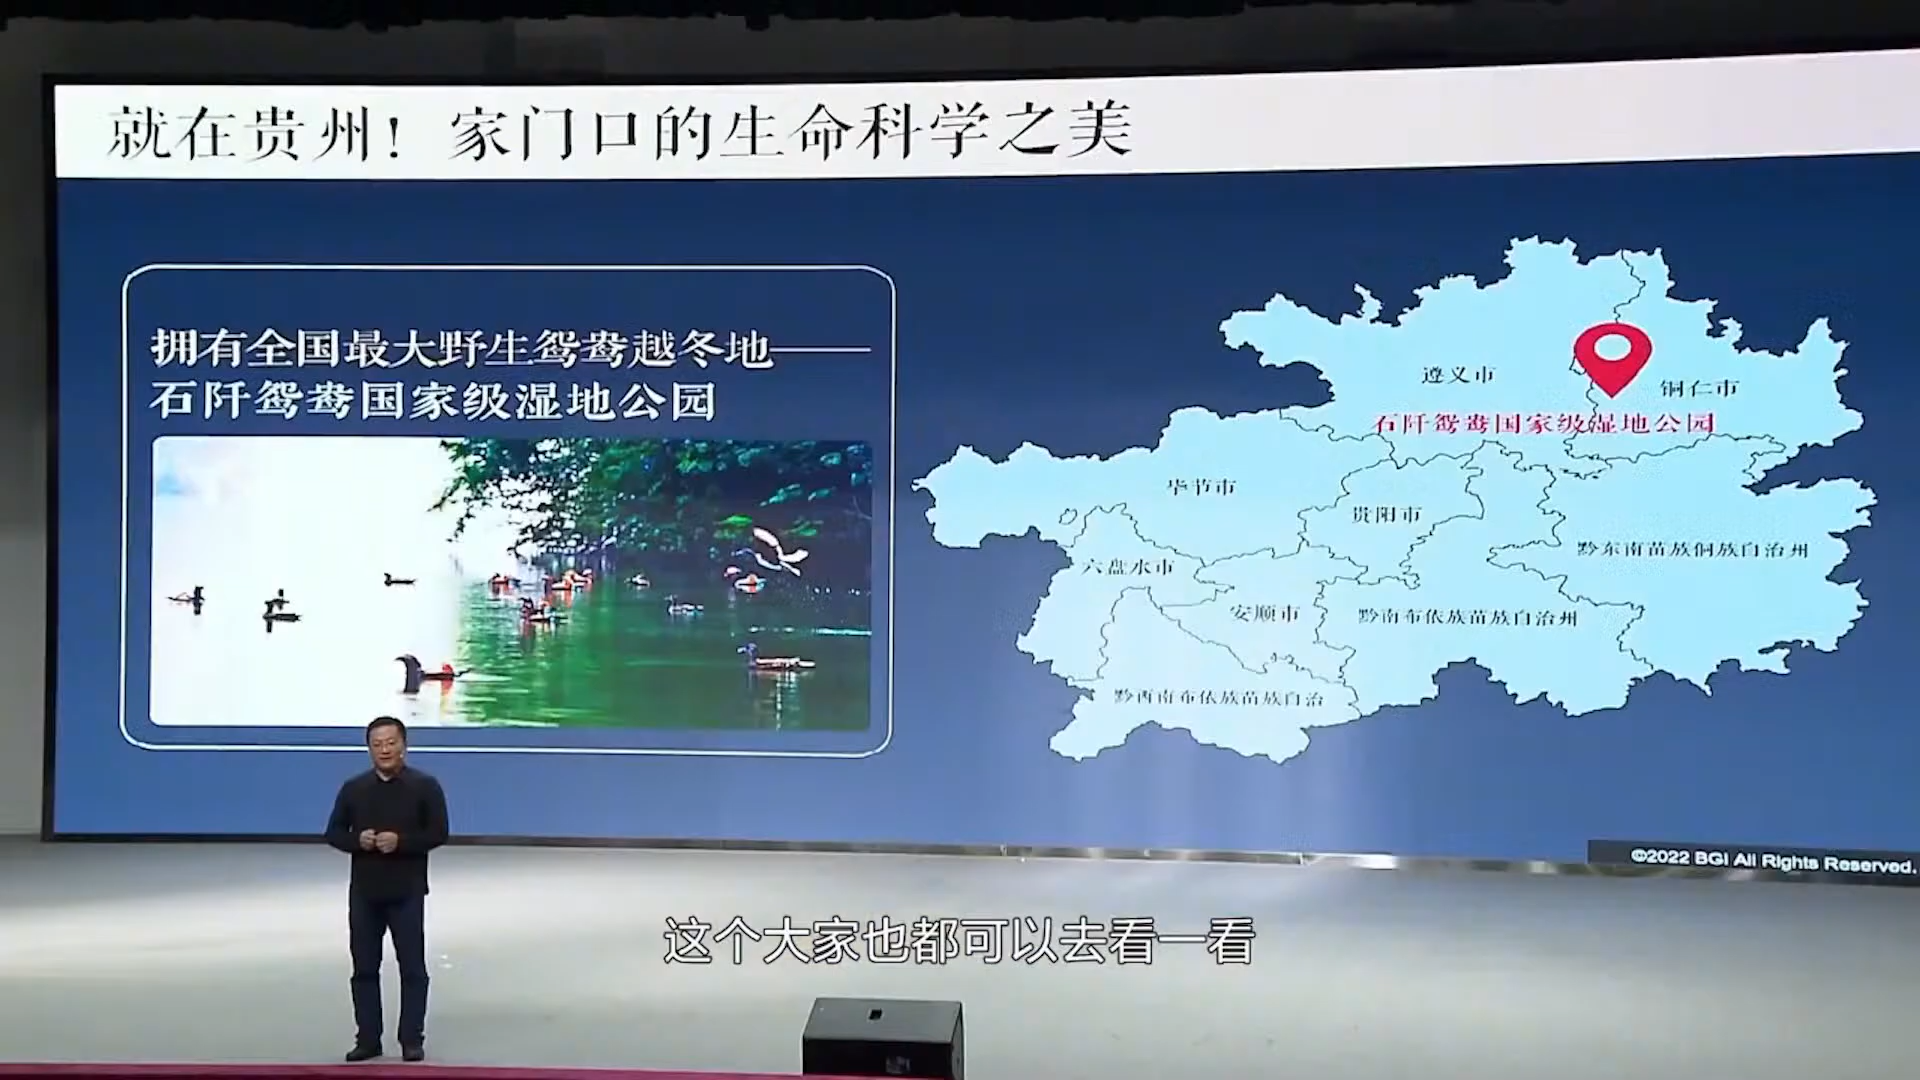 就在贵州！家门口的生命科学之美
拥有全国最大野生鸳鸯越冬地——
石阡鸳鸯国家级湿地公园
遵义市
铜仁市
石阡鸳鸯国家级湿地公园
毕节市
贵阳市
黔东南苗族侗族自治州
六盘水市
安顺市
黔南布依族苗族自治州
黔西南布依族苗族自治
©2022 BGI All Rights Reserved.
这个大家也都可以去看一看